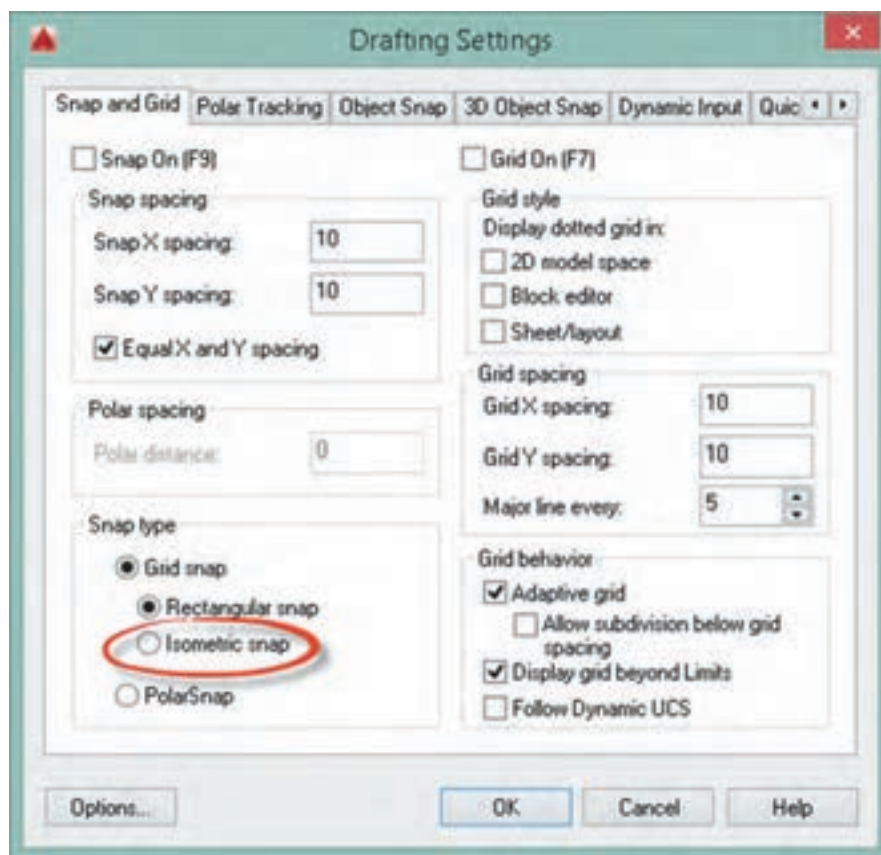 Drafting Settings
Snap and Grid
Polar Tracking
Object Snap
3D Object Snap
Dynamic Input
Quic
Snap On (F9)
Snap spacing
Snap X spacing: 10
Snap Y spacing: 10
Equal X and Y spacing
Polar spacing
Polar distance: 0
Snap type
Grid snap
Rectangular snap
Isometric snap
PolarSnap
Grid On (F7)
Grid style
Display dotted grid in:
2D model space
Block editor
Sheet/layout
Grid spacing
Grid X spacing: 10
Grid Y spacing: 10
Major line every: 5
Grid behavior
Adaptive grid
Allow subdivision below grid
spacing
Display grid beyond Limits
Follow Dynamic UCS
Options...
OK
Cancel
Help